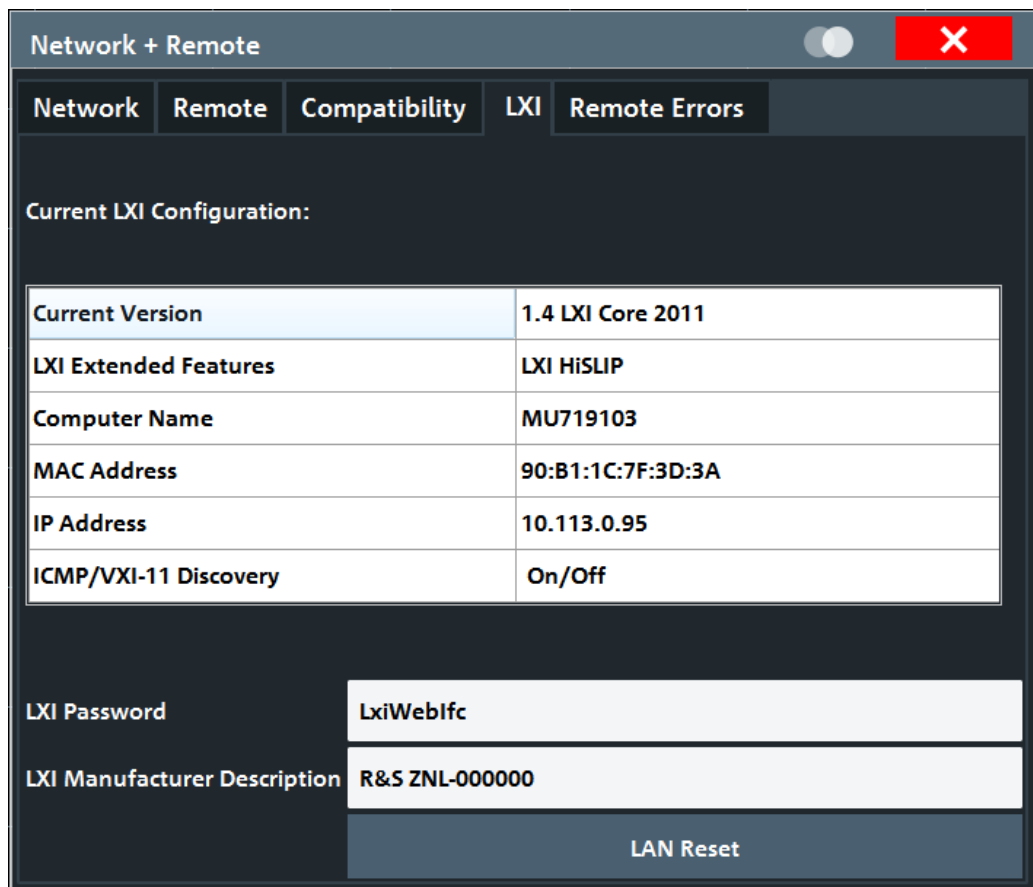 Network + Remote
Network Remote Compatibility LXI Remote Errors
Current LXI Configuration:
Current Version 1.4 LXI Core 2011
LXI Extended Features LXI HiSLIP
Computer Name MU719103
MAC Address 90:B1:1C:7F:3D:3A
IP Address 10.113.0.95
ICMP/VXI-11 Discovery On/Off
LXI Password LxiWebIfc
LXI Manufacturer Description R&S ZNL-000000
LAN Reset